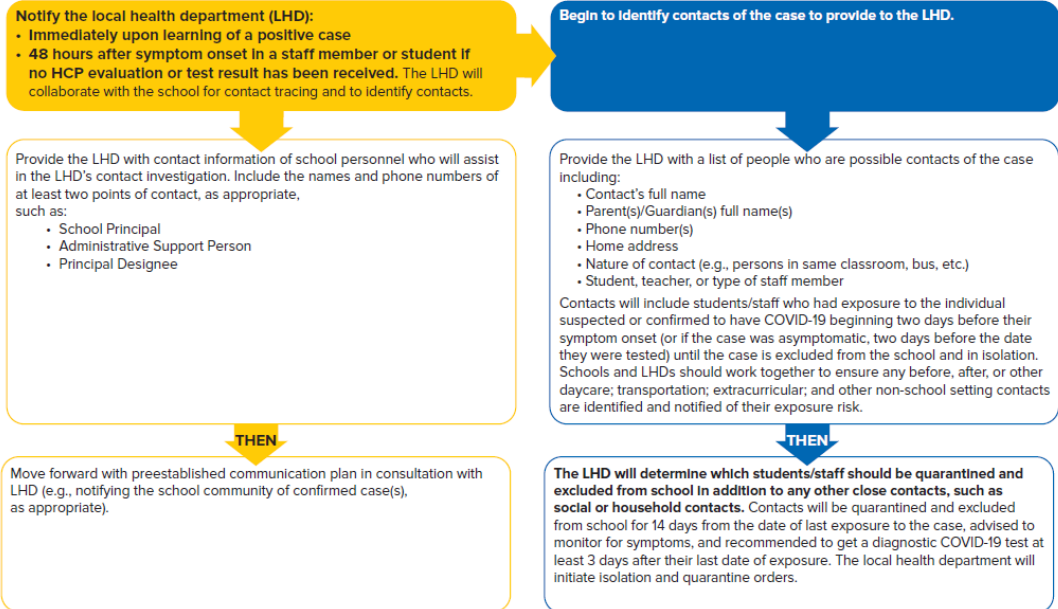 Notify the local health department (LHD):
• Immediately upon learning of a positive case
• 48 hours after symptom onset in a staff member or student if
no HCP evaluation or test result has been received. The LHD will
collaborate with the school for contact tracing and to identify contacts.
Begin to identify contacts of the case to provide to the LHD.
Provide the LHD with contact information of school personnel who will assist
in the LHD's contact investigation. Include the names and phone numbers of
at least two points of contact, as appropriate,
such as:
• School Principal
• Administrative Support Person
• Principal Designee
Provide the LHD with a list of people who are possible contacts of the case
including:
• Contact's full name
• Parent(s)/Guardian(s) full name(s)
• Phone number(s)
• Home address
• Nature of contact (e.g., persons in same classroom, bus, etc.)
• Student, teacher, or type of staff member
Contacts will include students/staff who had exposure to the individual
suspected or confirmed to have COVID-19 beginning two days before their
symptom onset (or if the case was asymptomatic, two days before the date
they were tested) until the case is excluded from the school and in isolation.
Schools and LHDs should work together to ensure any before, after, or other
daycare; transportation; extracurricular; and other non-school setting contacts
are identified and notified of their exposure risk.
THEN
THEN
Move forward with preestablished communication plan in consultation with
LHD (e.g., notifying the school community of confirmed case(s),
as appropriate).
The LHD will determine which students/staff should be quarantined and
excluded from school in addition to any other close contacts, such as
social or household contacts. Contacts will be quarantined and excluded
from school for 14 days from the date of last exposure to the case, advised to
monitor for symptoms, and recommended to get a diagnostic COVID-19 test at
least 3 days after their last date of exposure. The local health department will
initiate isolation and quarantine orders.